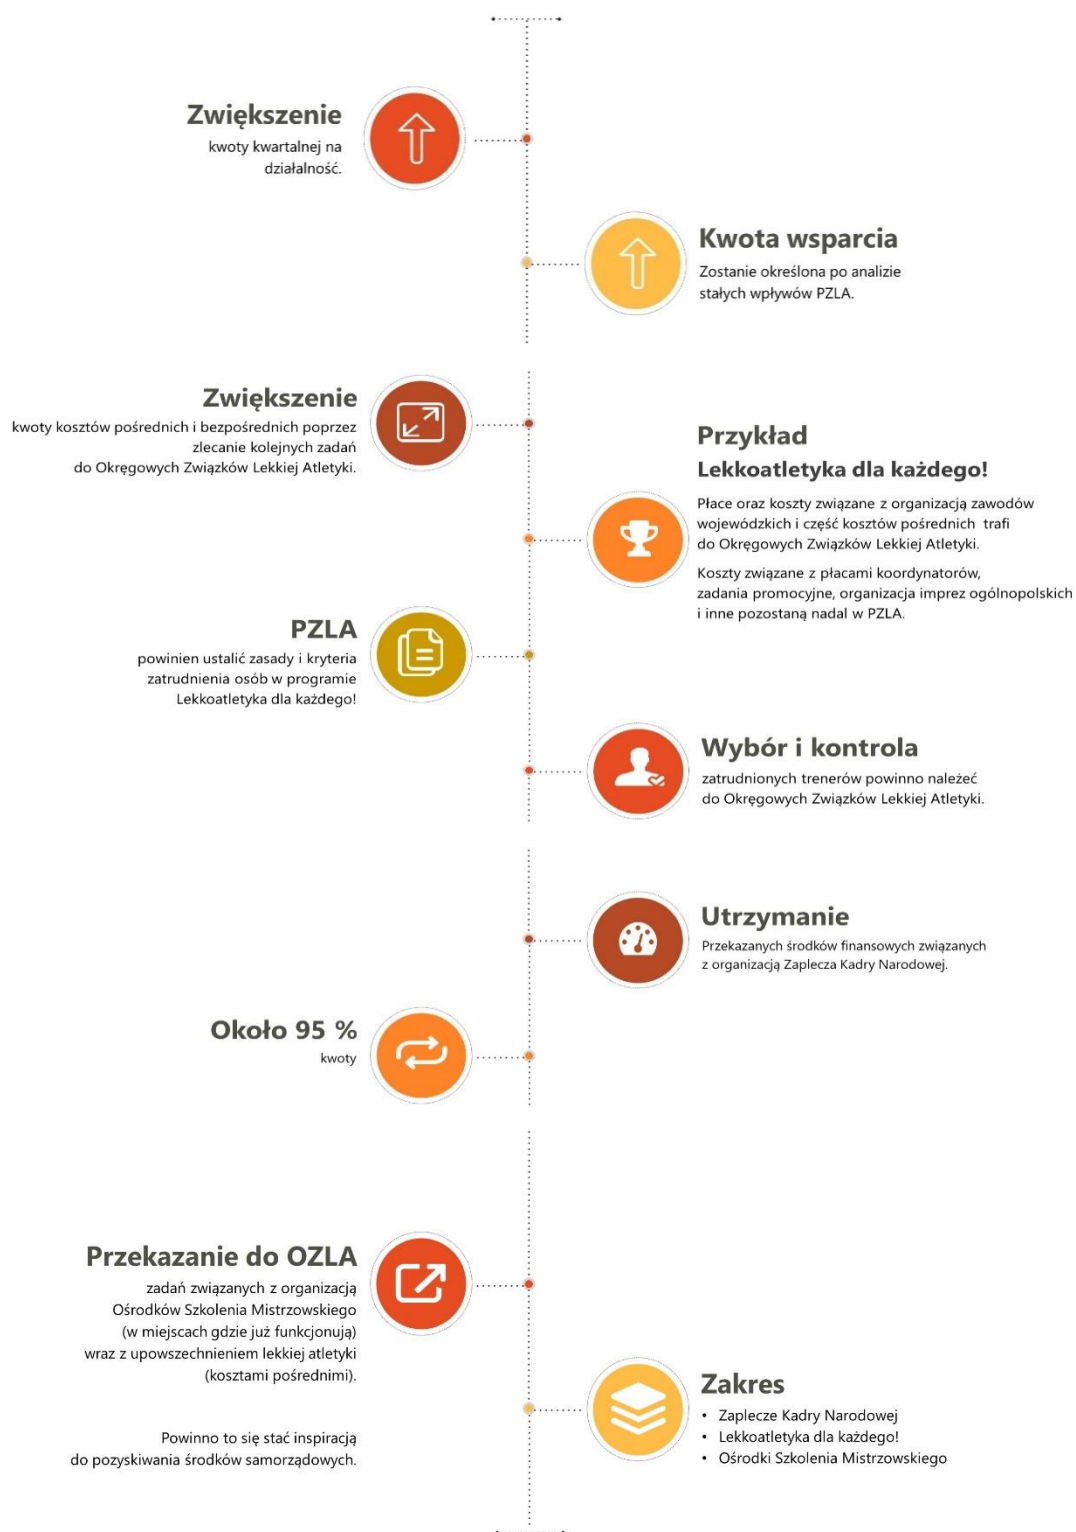 Zwiększenie
kwoty kwartalnej na
działalność.
Kwota wsparcia
Zostanie określona po analizie
stałych wpływów PZLA.
Zwiększenie
kwoty kosztów pośrednich i bezpośrednich poprzez
zlecanie kolejnych zadań
do Okręgowych Związków Lekkiej Atletyki.
Przykład
Lekkoatletyka dla każdego!
Płace oraz koszty związane z organizacją zawodów
wojewódzkich i część kosztów pośrednich trafi
do Okręgowych Związków Lekkiej Atletyki.
Koszty związane z płacami koordynatorów,
zadania promocyjne, organizacja imprez ogólnopolskich
i inne pozostaną nadal w PZLA.
PZLA
powinien ustalić zasady i kryteria
zatrudnienia osób w programie
Lekkoatletyka dla każdego!
Wybór i kontrola
zatrudnionych trenerów powinno należeć
do Okręgowych Związków Lekkiej Atletyki.
Utrzymanie
Przekazanych środków finansowych związanych
z organizacją Zaplecza Kadry Narodowej.
Około 95 %
kwoty
Przekazanie do OZLA
zadań związanych z organizacją
Ośrodków Szkolenia Mistrzowskiego
(w miejscach gdzie już funkcjonują)
wraz z upowszechnieniem lekkiej atletyki
(kosztami pośrednimi).
Powinno to się stać inspiracją
do pozyskiwania środków samorządowych.
Zakres
• Zaplecze Kadry Narodowej
• Lekkoatletyka dla każdego!
• Ośrodki Szkolenia Mistrzowskiego